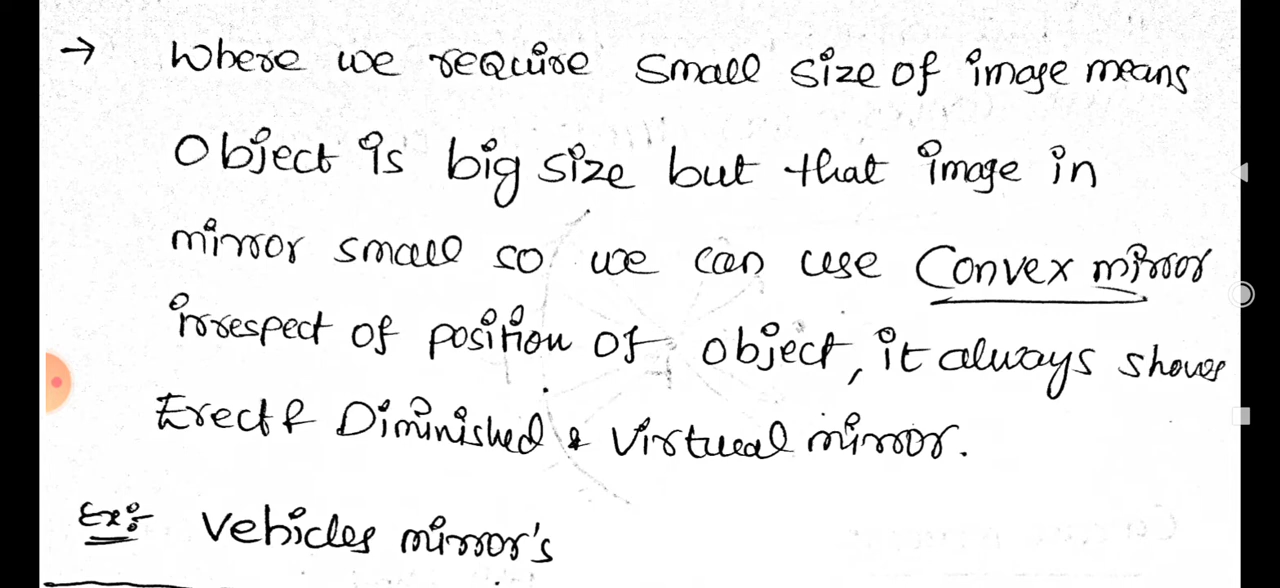 → Where we require small size of image means
Object is big size but that image in
mirror small so we can use Convex mirror
irrespect of position of object, it always shows
Erect & Diminished & Virtual mirror.
Ex:- Vehicles mirror's